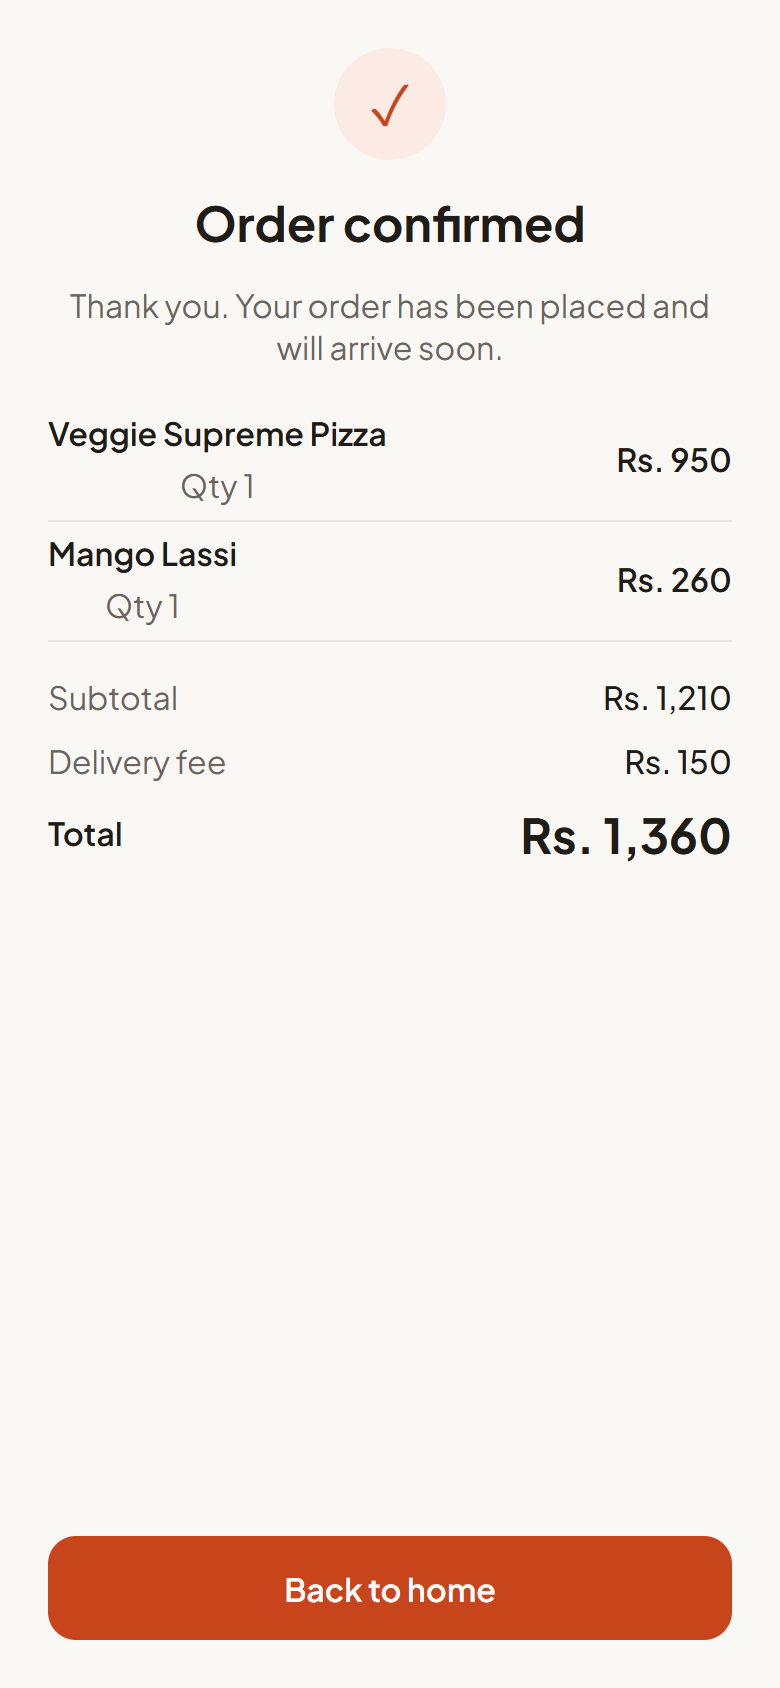 ✓
Order confirmed
Thank you. Your order has been placed and
will arrive soon.
Veggie Supreme Pizza
Qty 1
Rs. 950
Mango Lassi
Qty 1
Rs. 260
Subtotal Rs. 1,210
Delivery fee Rs. 150
Total Rs. 1,360
Back to home